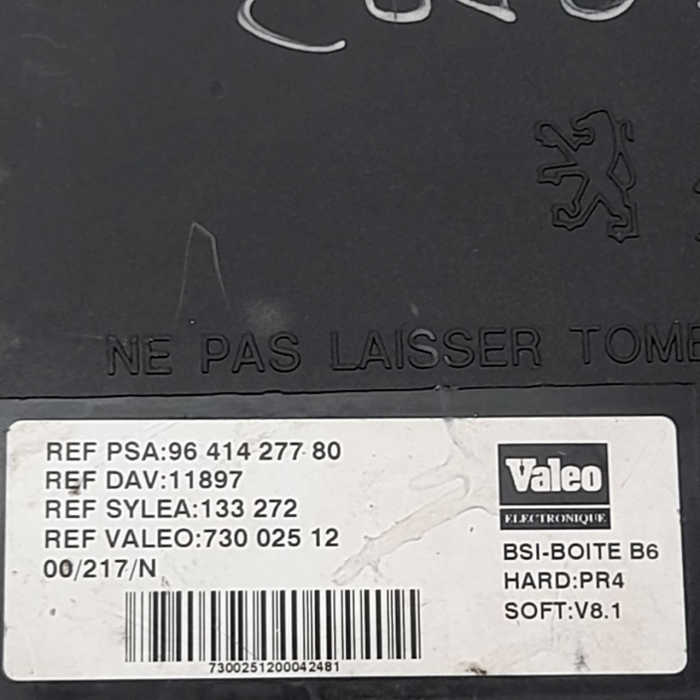 NE PAS LAISSER TOMBE
REF PSA:96 414 277 80
REF DAV:11897
REF SYLEA:133 272
REF VALEO:730 025 12
00/217/N
7300251200042481
Valeo
ELECTRONIQUE
BSI-BOITE B6
HARD:PR4
SOFT:V8.1